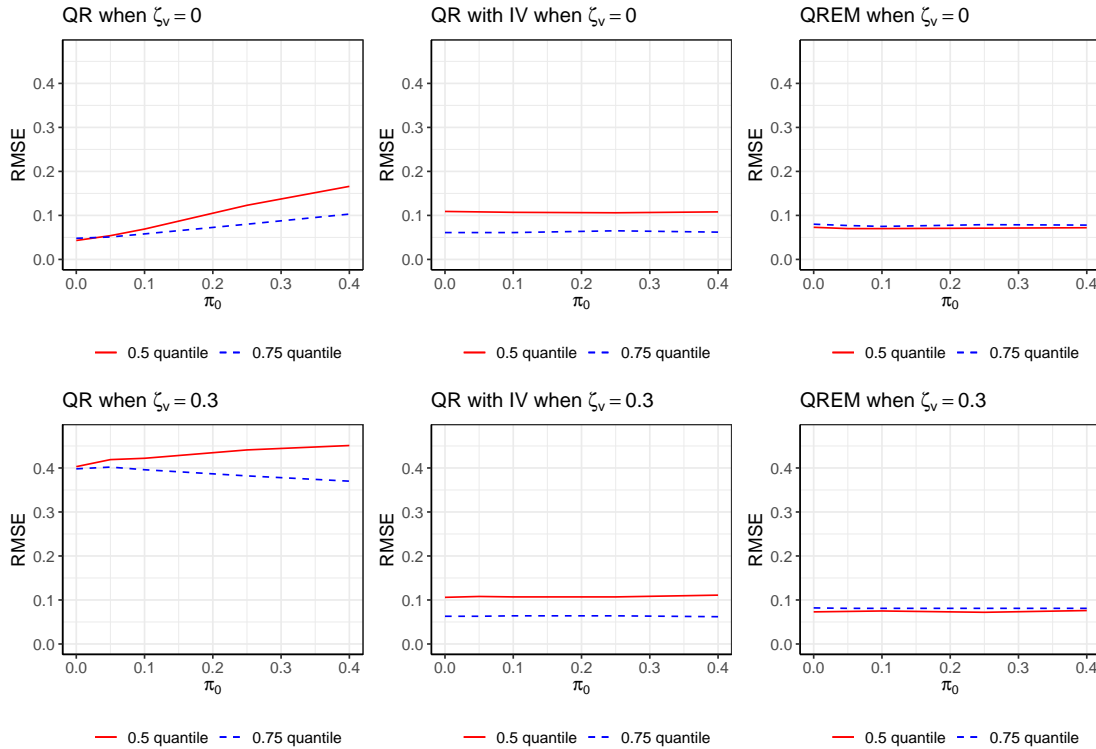 QR when ζv = 0
QR with IV when ζv = 0
QREM when ζv = 0
RMSE
0.4
0.3
0.2
0.1
0.0
0.0 0.1 0.2 0.3 0.4
π0
RMSE
0.4
0.3
0.2
0.1
0.0
0.0 0.1 0.2 0.3 0.4
π0
RMSE
0.4
0.3
0.2
0.1
0.0
0.0 0.1 0.2 0.3 0.4
π0
0.5 quantile 0.75 quantile
0.5 quantile 0.75 quantile
0.5 quantile 0.75 quantile
QR when ζv = 0.3
QR with IV when ζv = 0.3
QREM when ζv = 0.3
RMSE
0.4
0.3
0.2
0.1
0.0
0.0 0.1 0.2 0.3 0.4
π0
RMSE
0.4
0.3
0.2
0.1
0.0
0.0 0.1 0.2 0.3 0.4
π0
RMSE
0.4
0.3
0.2
0.1
0.0
0.0 0.1 0.2 0.3 0.4
π0
0.5 quantile 0.75 quantile
0.5 quantile 0.75 quantile
0.5 quantile 0.75 quantile